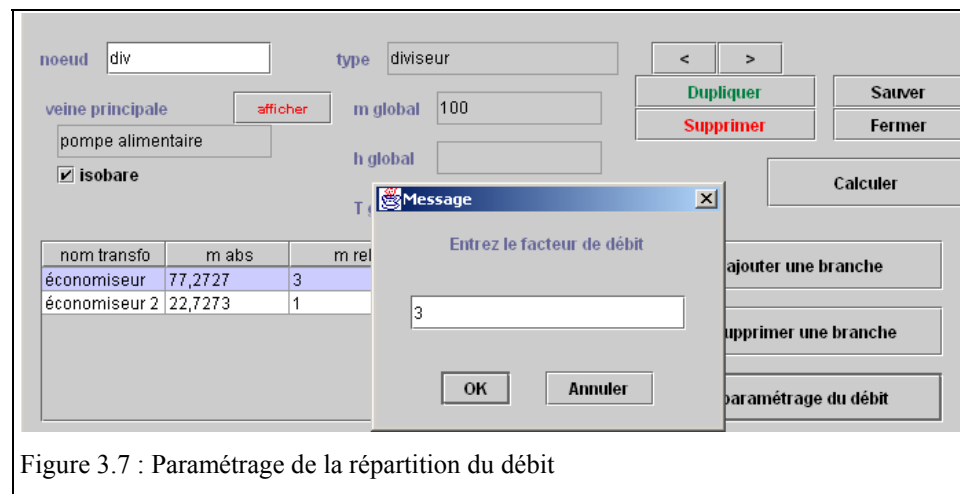 noeud div type diviseur < >
Dupliquer Sauver
veine principale afficher m global 100
Supprimer Fermer
pompe alimentaire
h global
isobare
Calculer
T
Message
Entrez le facteur de débit
nom transfo m abs m rel
ajouter une branche
économiseur 77,2727 3
économiseur 2 22,7273 1
3
upprimer une branche
OK Annuler
paramétrage du débit
Figure 3.7 : Paramétrage de la répartition du débit